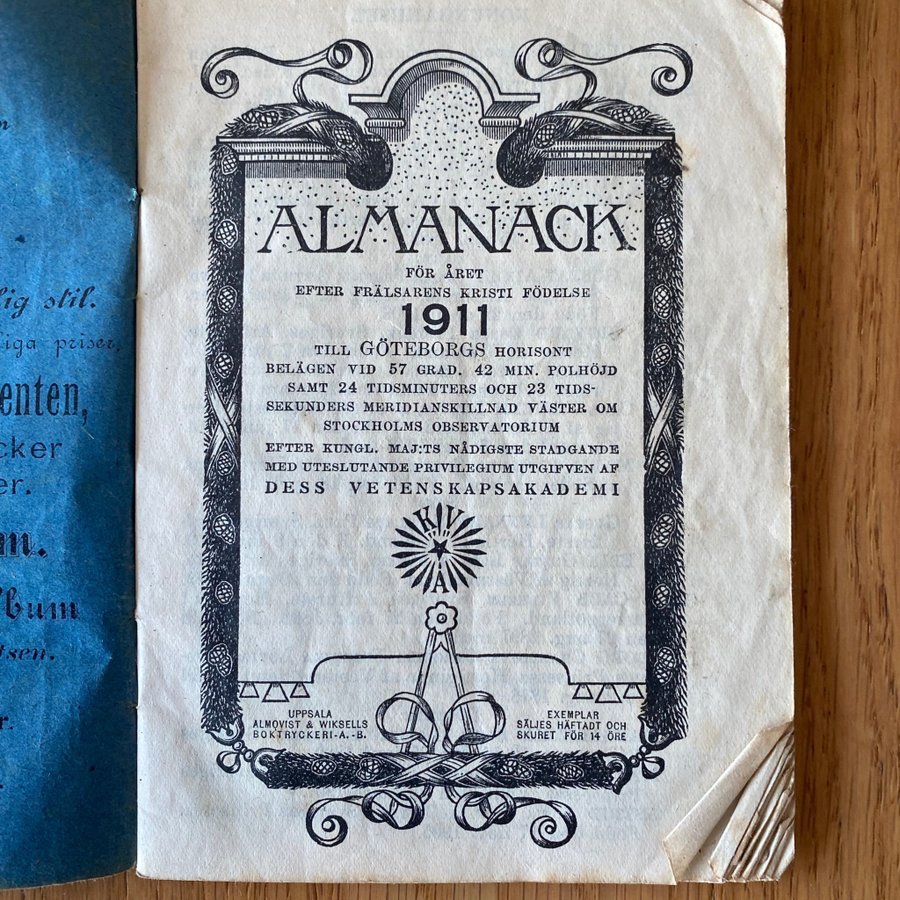 lig stil.
enten,
cker
er.
m.
lbum
tsen.
r.
ALMANACK
FÖR ÅRET
EFTER FRÄLSARENS KRISTI FÖDELSE
1911
TILL GÖTEBORGS HORISONT
BELÄGEN VID 57 GRAD. 42 MIN. POLHÖJD
SAMT 24 TIDSMINUTERS OCH 23 TIDS-
SEKUNDERS MERIDIANSKILLNAD VÄSTER OM
STOCKHOLMS OBSERVATORIUM
EFTER KUNGL. MAJ:TS NÅDIGSTE STADGANDE
MED UTESLUTANDE PRIVILEGIUM UTGIFVEN AF
DESS VETENSKAPSAKADEMI
K V
A
UPPSALA
ALMQVIST & WIKSELLS
BOKTRYCKERI-A.-B.
EXEMPLAR
SÄLJES HÄFTADT OCH
SKURET FÖR 14 ÖRE